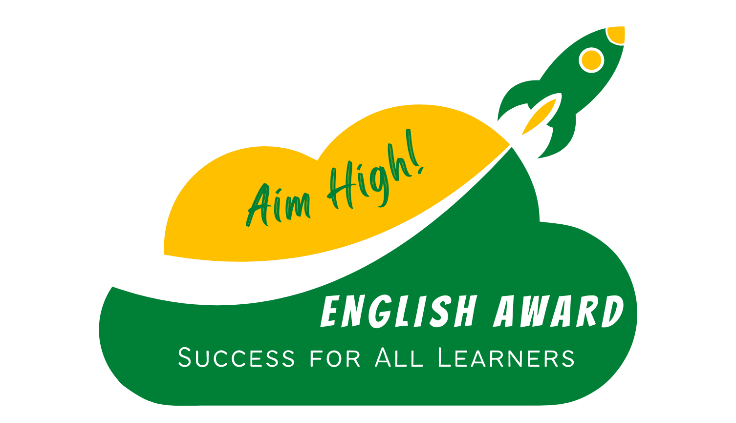 Aim High!
ENGLISH AWARD
Success for All Learners